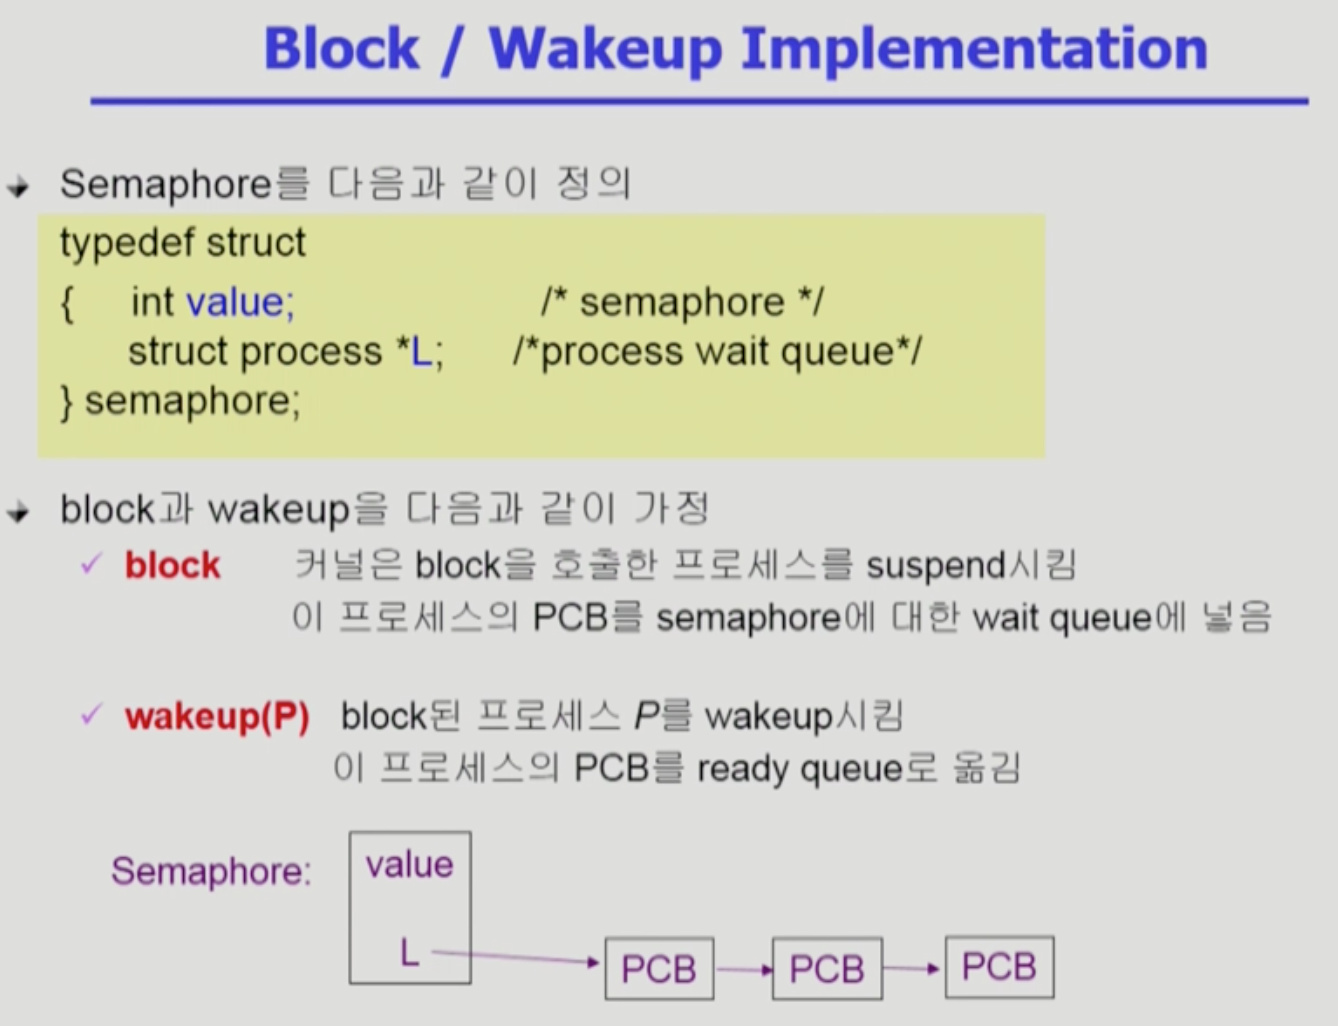 Block / Wakeup Implementation
Semaphore를 다음과 같이 정의
typedef struct
{ int value; /* semaphore */
struct process *L; /*process wait queue*/
} semaphore;
block과 wakeup을 다음과 같이 가정
block 커널은 block을 호출한 프로세스를 suspend시킴
이 프로세스의 PCB를 semaphore에 대한 wait queue에 넣음
wakeup(P) block된 프로세스 P를 wakeup시킴
이 프로세스의 PCB를 ready queue로 옮김
Semaphore: value
L PCB PCB PCB